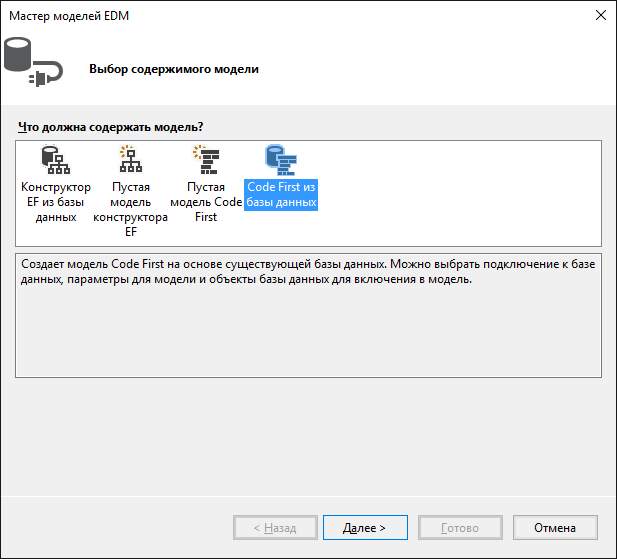 Мастер моделей EDM
Выбор содержимого модели
Что должна содержать модель?
Конструктор
EF из базы
данных
Пустая
модель
конструктора
EF
Пустая
модель Code
First
Code First из
базы данных
Создает модель Code First на основе существующей базы данных. Можно выбрать подключение к базе
данных, параметры для модели и объекты базы данных для включения в модель.
< Назад
Далее >
Готово
Отмена